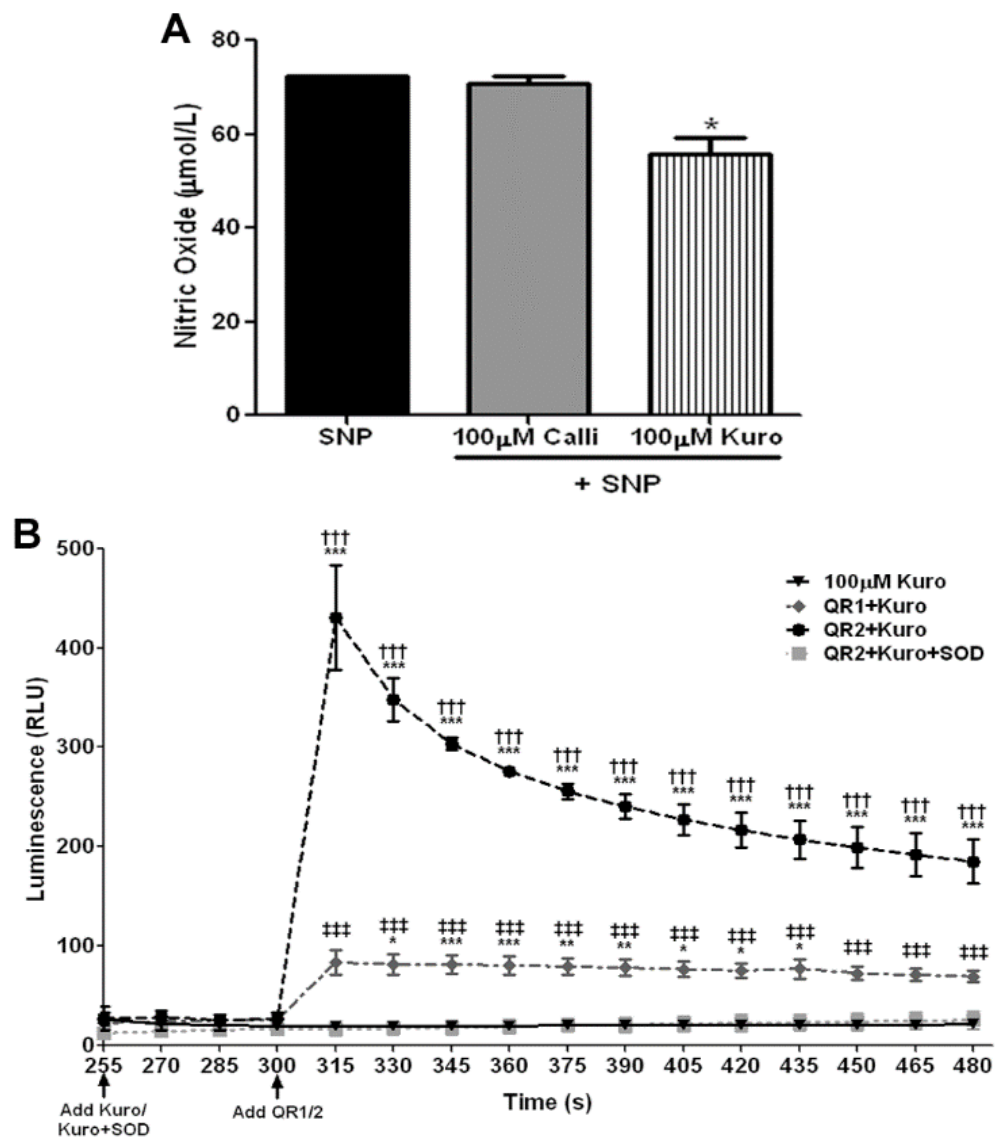 A
80
60
40
20
0
Nitric Oxide (μmol/L)
*
SNP
100μM Calli
100μM Kuro
+ SNP
B
500
400
300
200
100
0
Luminescence (RLU)
100μM Kuro
QR1+Kuro
QR2+Kuro
QR2+Kuro+SOD
††† ††† ††† ††† ††† ††† ††† ††† ††† ††† ††† †††
*** *** *** *** *** *** *** *** *** *** *** ***
‡‡‡ ‡‡‡ ‡‡‡ ‡‡‡ ‡‡‡ ‡‡‡ ‡‡‡ ‡‡‡ ‡‡‡ ‡‡‡ ‡‡‡ ‡‡‡
* *** *** ** ** * * *
255 270 285 300 315 330 345 360 375 390 405 420 435 450 465 480
Add Kuro/
Kuro+SOD
Add QR1/2
Time (s)